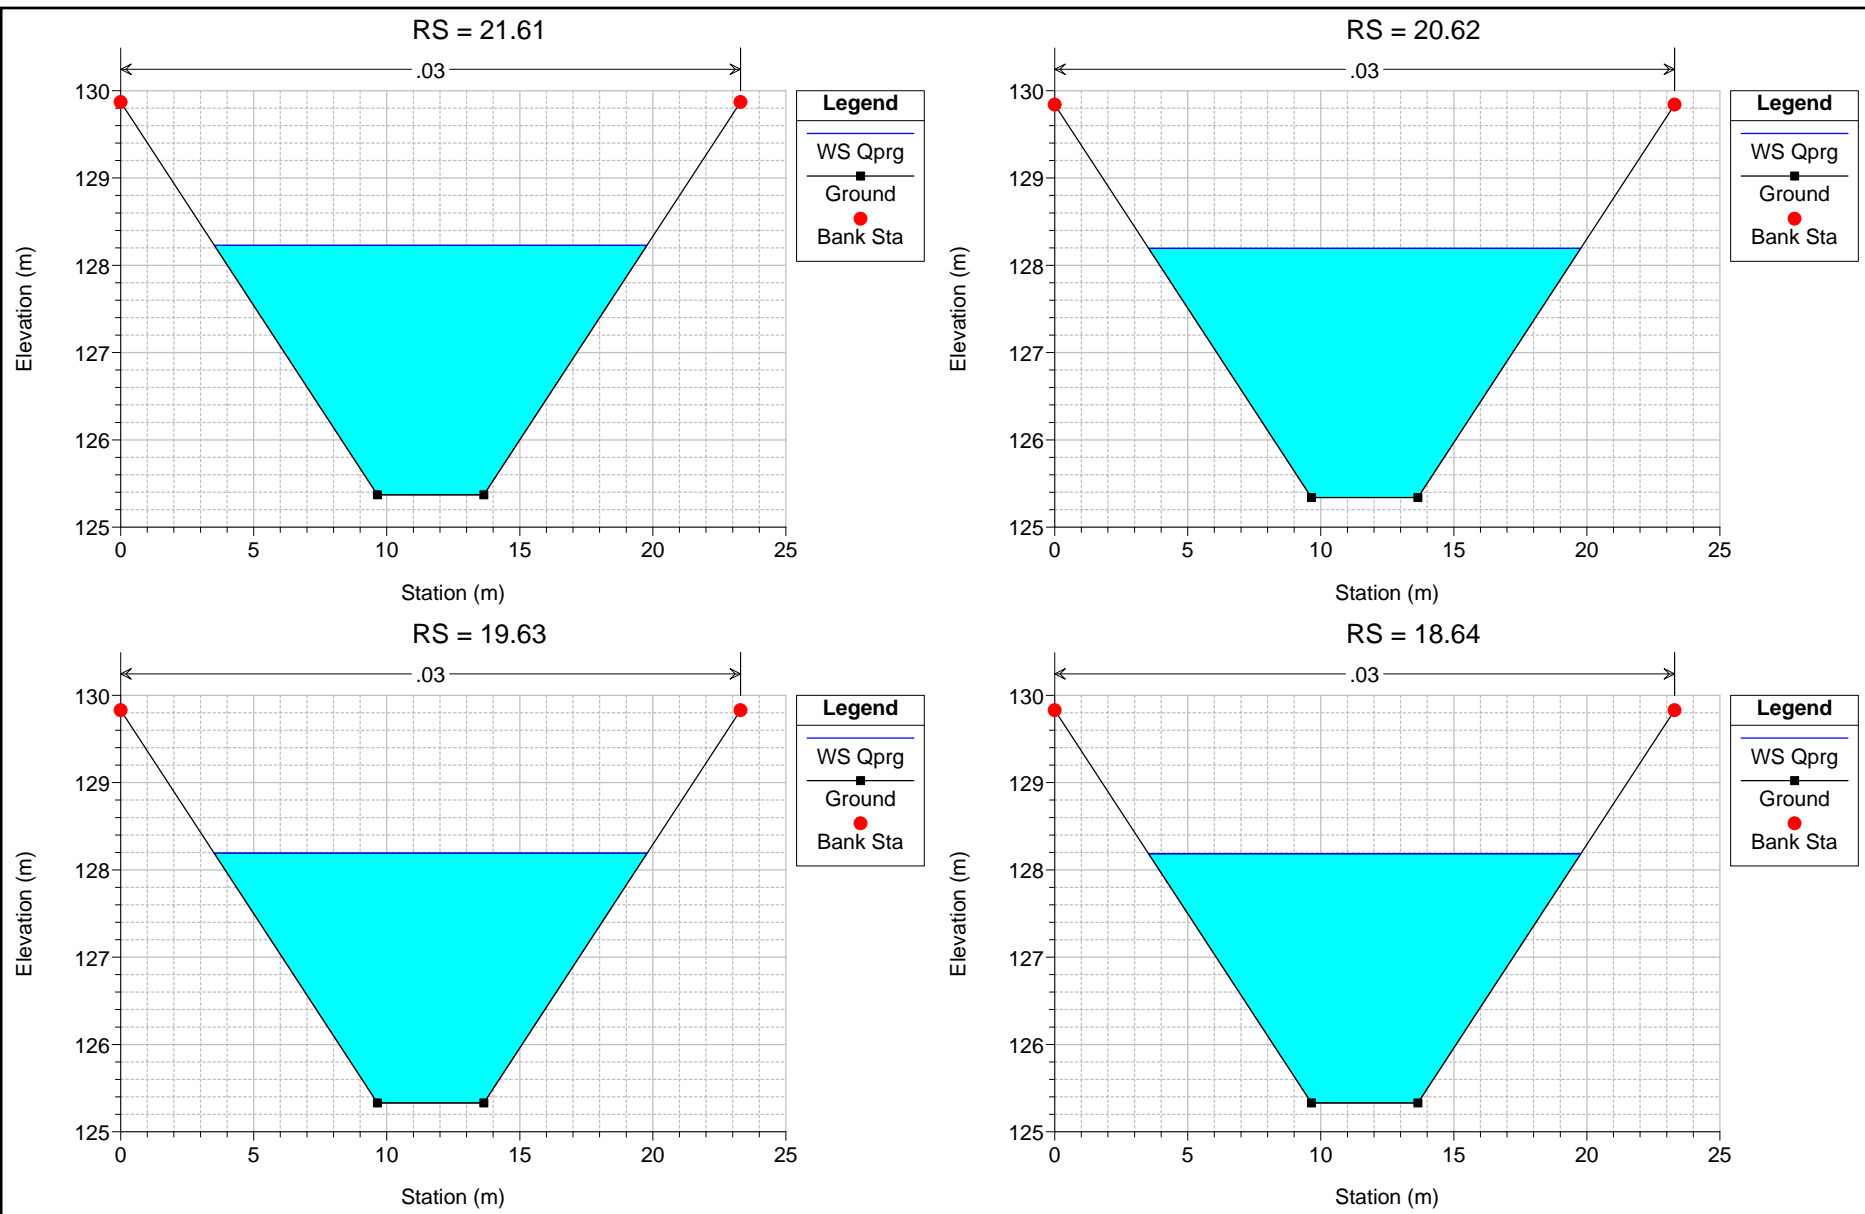 RS = 21.61
.03
130
129
128
127
126
125
0 5 10 15 20 25
Elevation (m)
Station (m)
Legend
WS Qprg
Ground
Bank Sta
RS = 20.62
.03
130
129
128
127
126
125
0 5 10 15 20 25
Elevation (m)
Station (m)
Legend
WS Qprg
Ground
Bank Sta
RS = 19.63
.03
130
129
128
127
126
125
0 5 10 15 20 25
Elevation (m)
Station (m)
Legend
WS Qprg
Ground
Bank Sta
RS = 18.64
.03
130
129
128
127
126
125
0 5 10 15 20 25
Elevation (m)
Station (m)
Legend
WS Qprg
Ground
Bank Sta